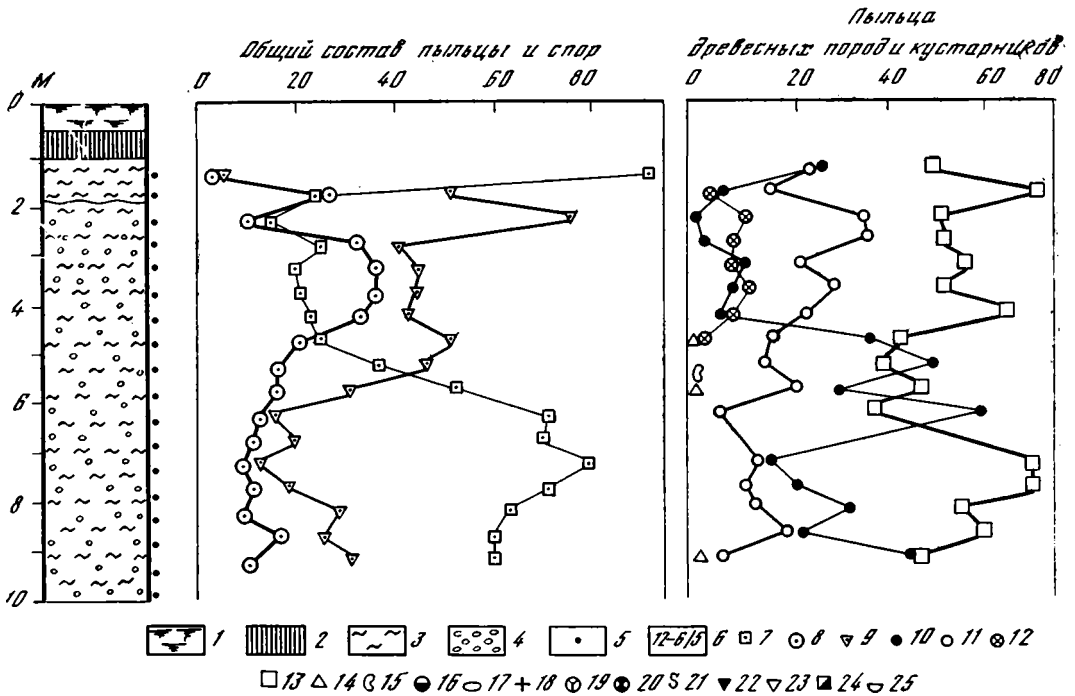 Пыльца
Общий состав пыльцы и спор
древесных пород и кустарников
М
0 20 40 60 80
0 20 40 60 80
0
2
4
6
8
10
1 2 3 4 5 12-6/5 6 7 8 9 10 11 12
13 14 15 16 17 18 19 20 21 22 23 24 25